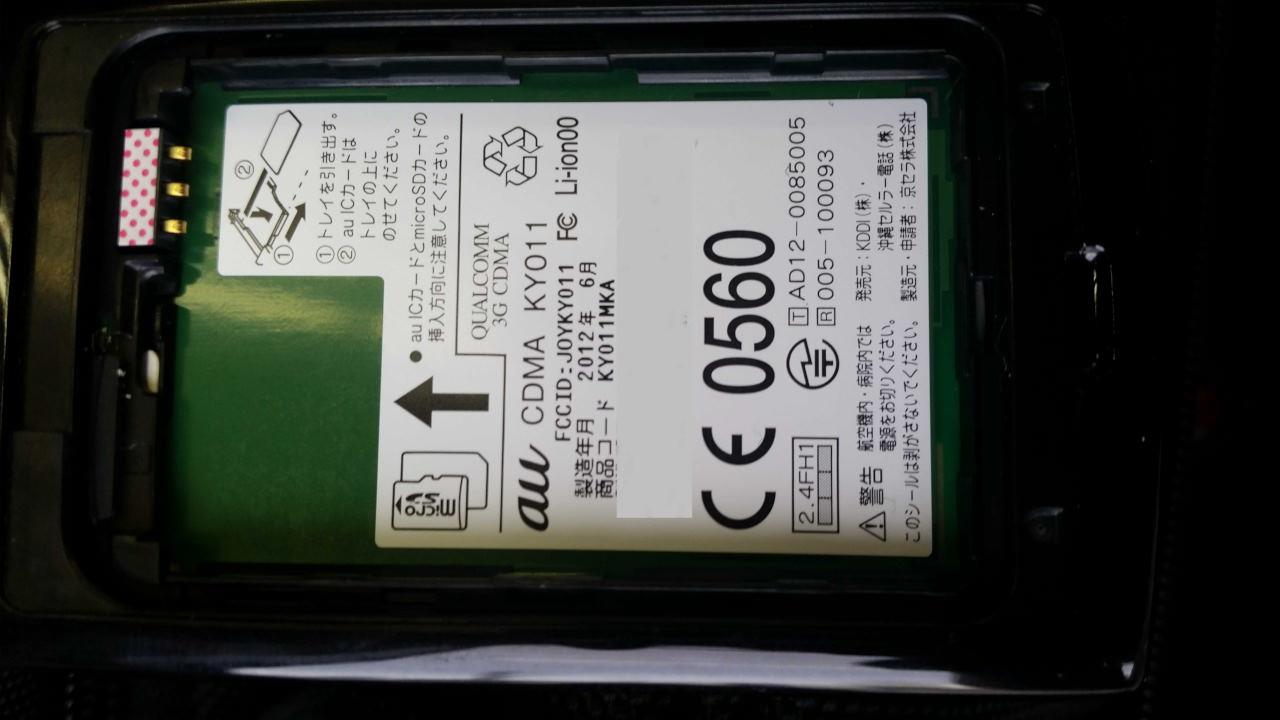 ①トレイを引き出す。
②au ICカードは
トレイの上に
のせてください。
①
②
●au ICカードとmicroSDカードの
挿入方向に注意してください。
micro
QUALCOMM
3G CDMA
au CDMA KY011
FCCID:JOYKY011 FC Li-ion00
製造年月 2012年 6月
商品コード KY011MKA
CE 0560
2.4FH1
T AD12-0085005
R 005-100093
警告 航空機内・病院内では
電源をお切りください。
このシールは剥がさないでください。
発売元:KDDI(株)・
沖縄セルラー電話(株)
製造元・申請者:京セラ株式会社